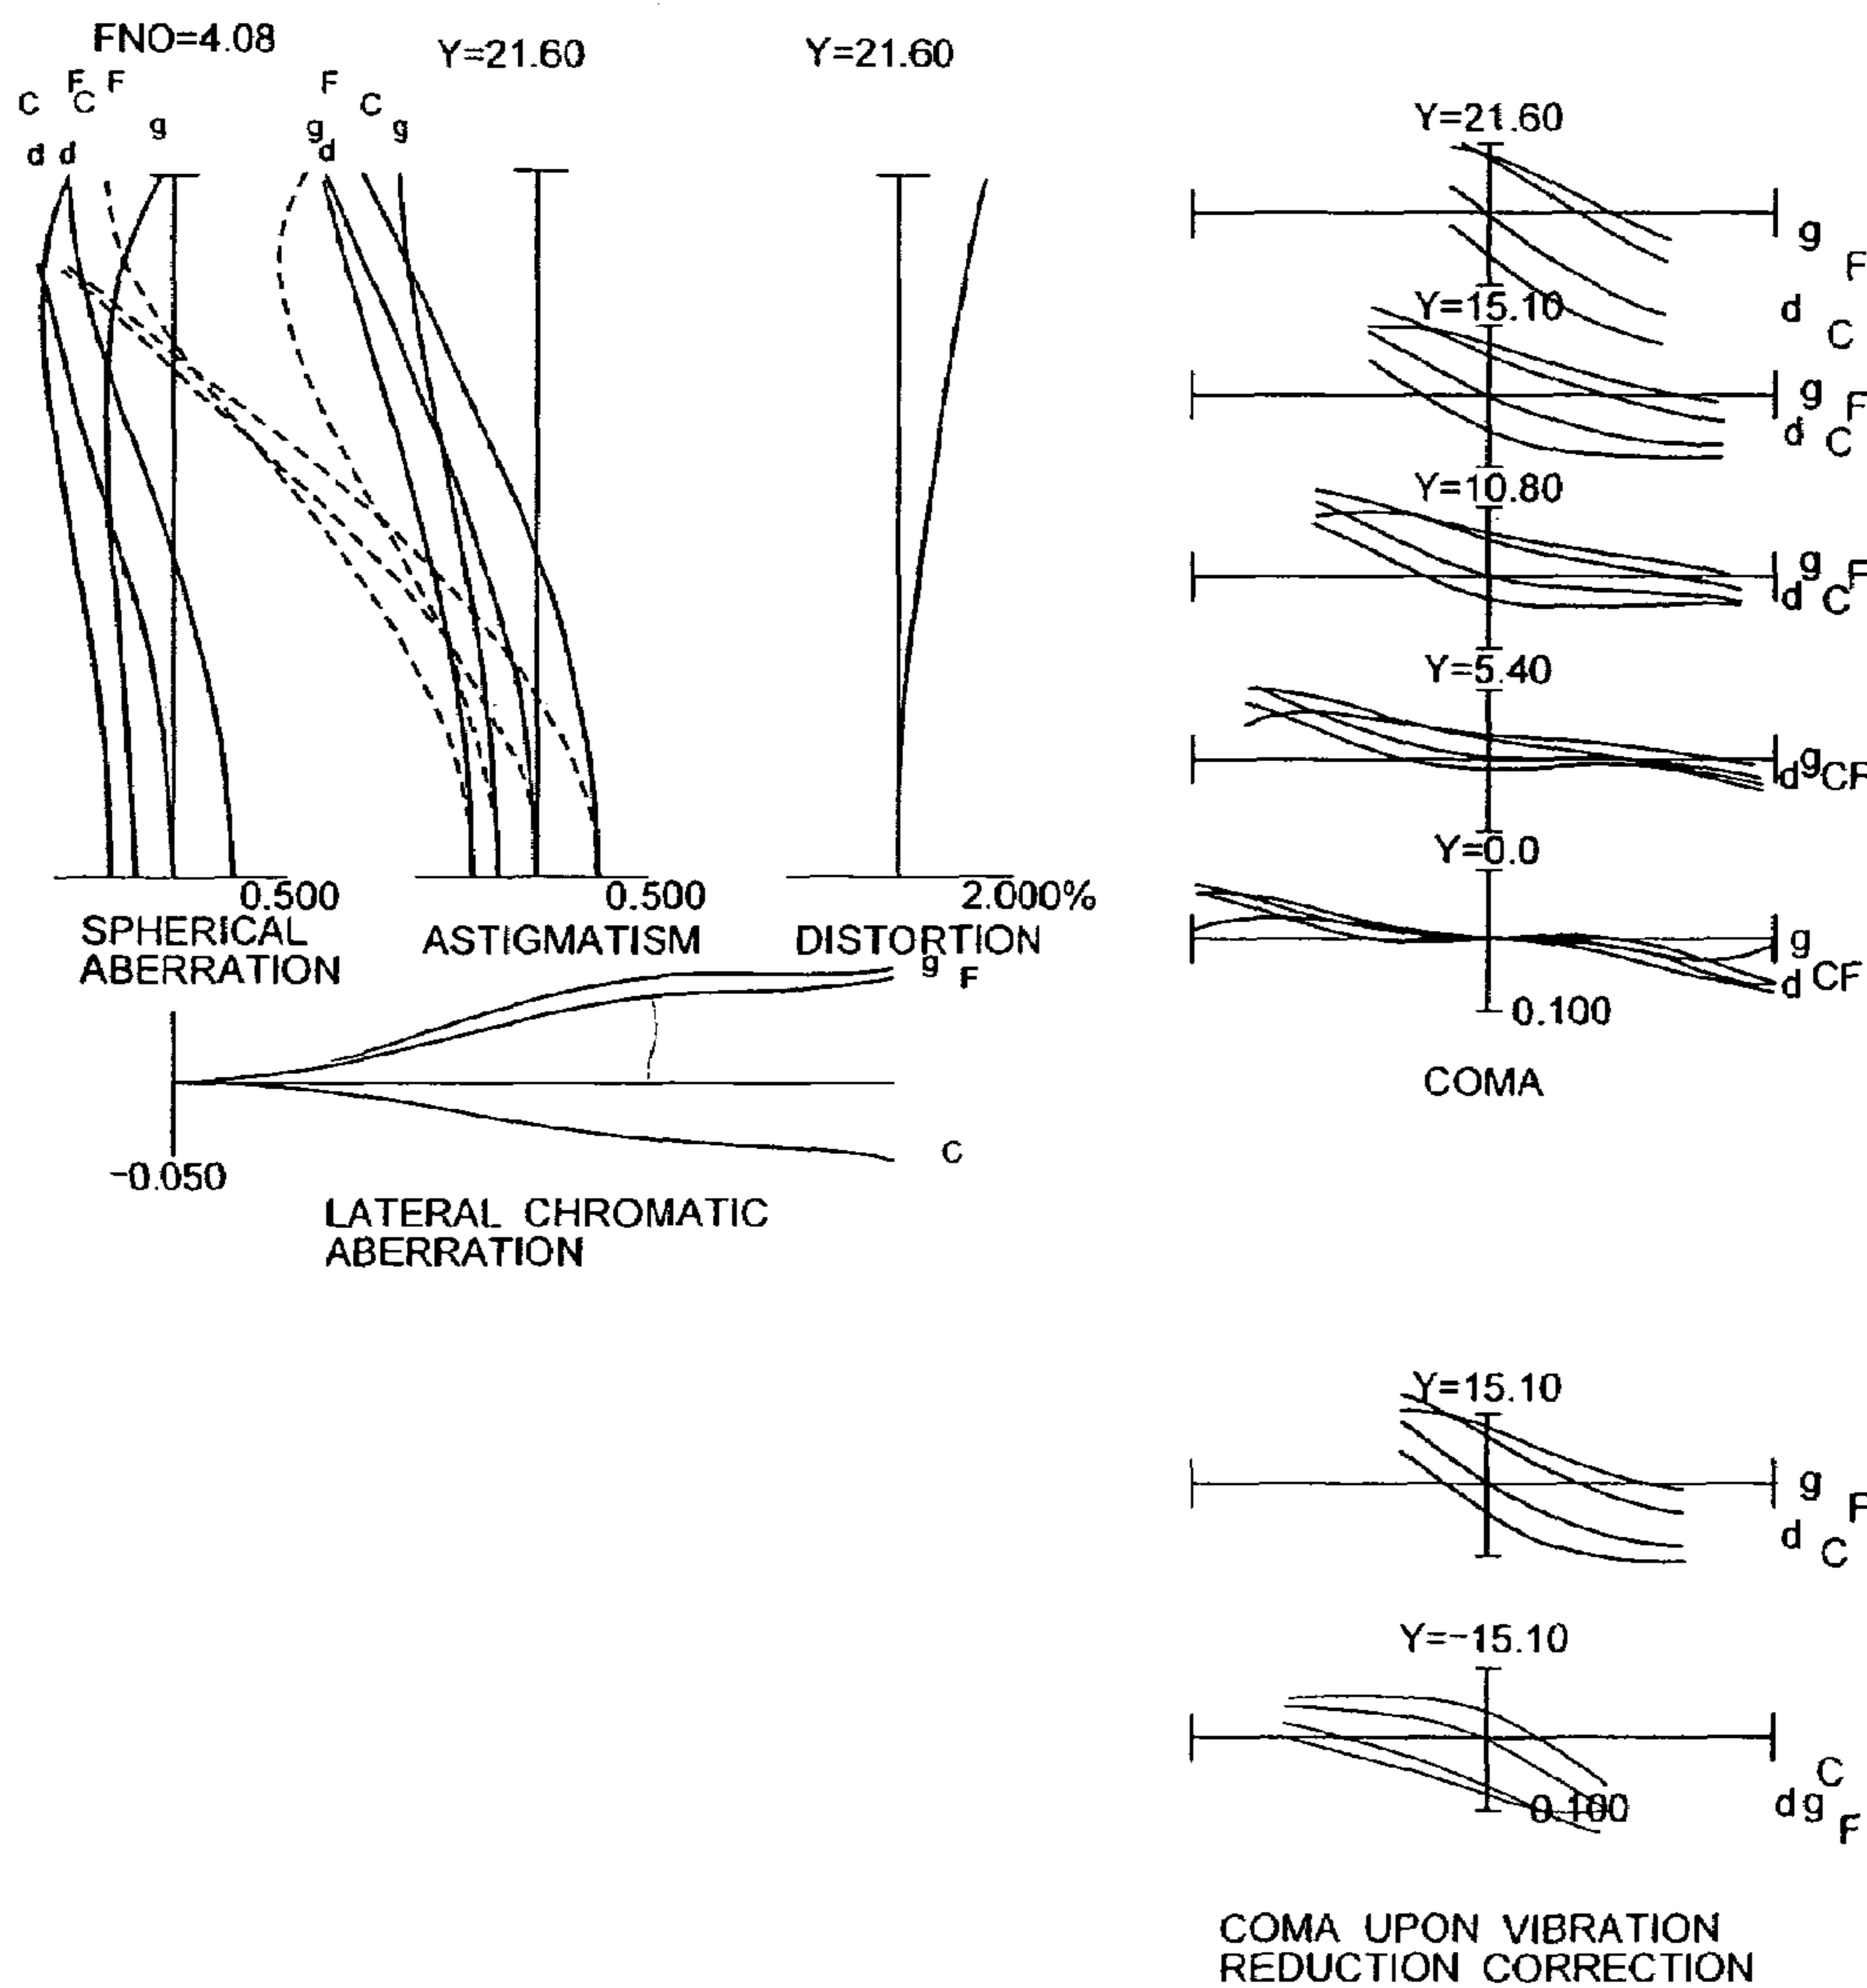 FNO=4.08
Y=21.60
Y=21.60
F F
C C
g
d d
F
C
g g
d
0.500
0.500
2.000%
SPHERICAL
ABERRATION
ASTIGMATISM
DISTORTION
g
F
C
-0.050
LATERAL CHROMATIC
ABERRATION
Y=21.60
g
F
d
C
Y=15.10
g
F
d
C
Y=10.80
g
F
d C
Y=5.40
d g C F
Y=0.0
g
d C F
0.100
COMA
Y=15.10
g
F
d
C
Y=-15.10
C
0.100
d g
F
COMA UPON VIBRATION
REDUCTION CORRECTION